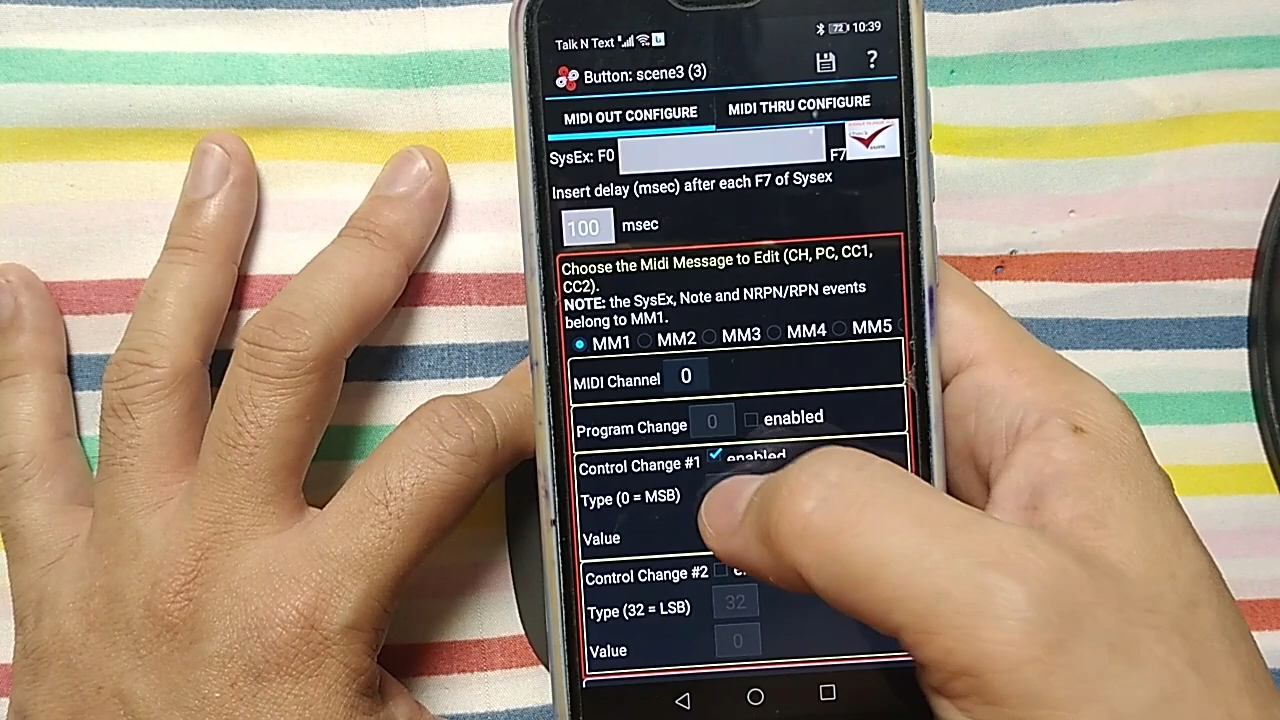 Talk N Text 72 10:39
Button: scene3 (3) ?
MIDI OUT CONFIGURE MIDI THRU CONFIGURE
SysEx: F0 F7
Insert delay (msec) after each F7 of Sysex
100 msec
Choose the Midi Message to Edit (CH, PC, CC1,
CC2).
NOTE: the SysEx, Note and NRPN/RPN events
belong to MM1.
MM1 MM2 MM3 MM4 MM5
MIDI Channel 0
Program Change 0 enabled
Control Change #1 enabled
Type (0 = MSB)
Value
Control Change #2
Type (32 = LSB) 32
Value 0